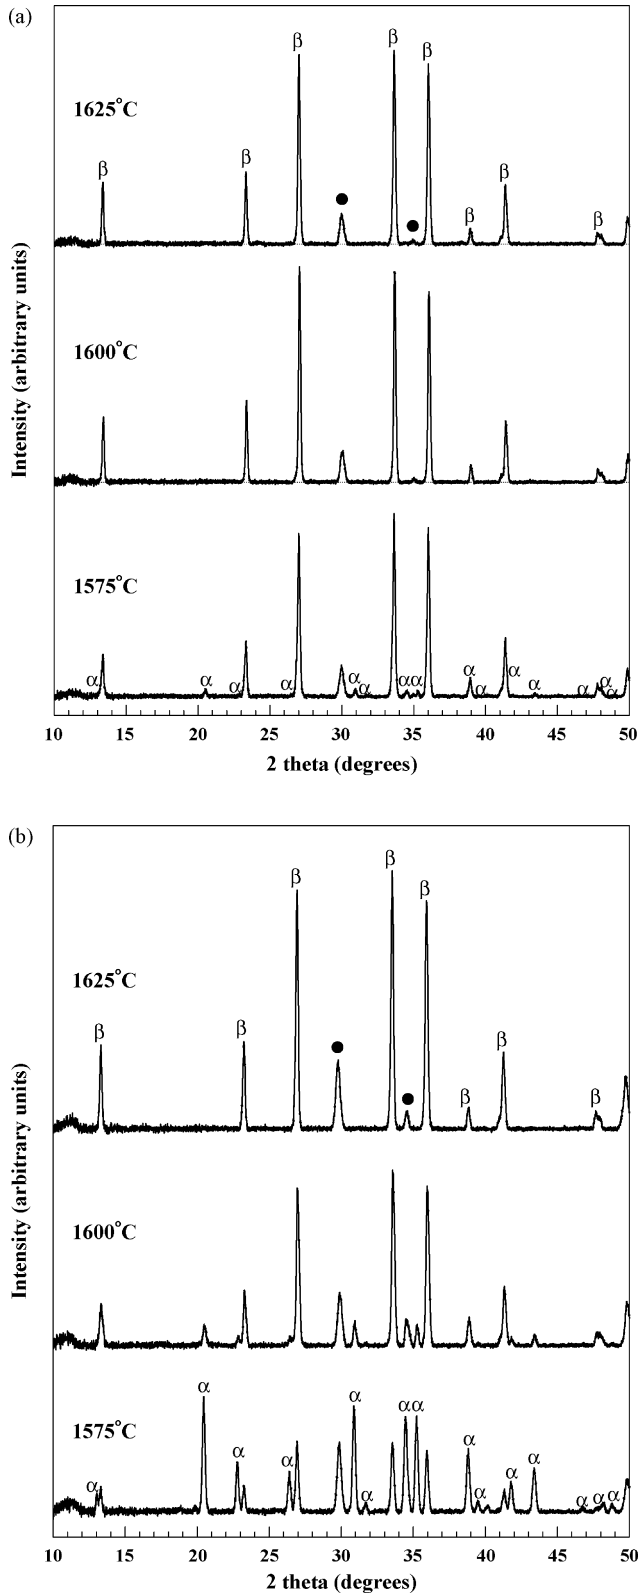 (a)
β β β β β β β β
1625°C
Intensity (arbitrary units)
1600°C
1575°C
α α α α α α α α α α α α α α α
10 15 20 25 30 35 40 45 50
2 theta (degrees)
(b)
β β β β β β β β
1625°C
Intensity (arbitrary units)
1600°C
1575°C
α α α α α α α α α α α α α α α
10 15 20 25 30 35 40 45 50
2 theta (degrees)